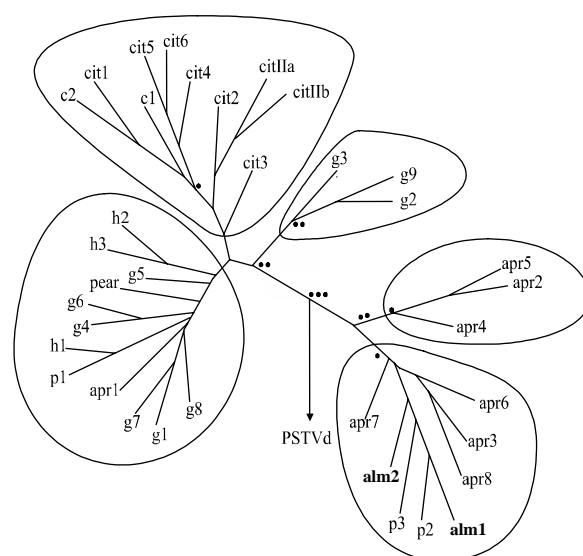 cit6
cit5
citIIa
cit4
cit1
citIIb
c2
c1
cit2
g3
g9
cit3
g2
h2
h3
apr5
g5
apr2
pear
g6
g4
apr4
h1
p1
apr1
apr6
g8
g7
apr7
g1
PSTVd
apr3
alm2
apr8
p3
p2
alm1